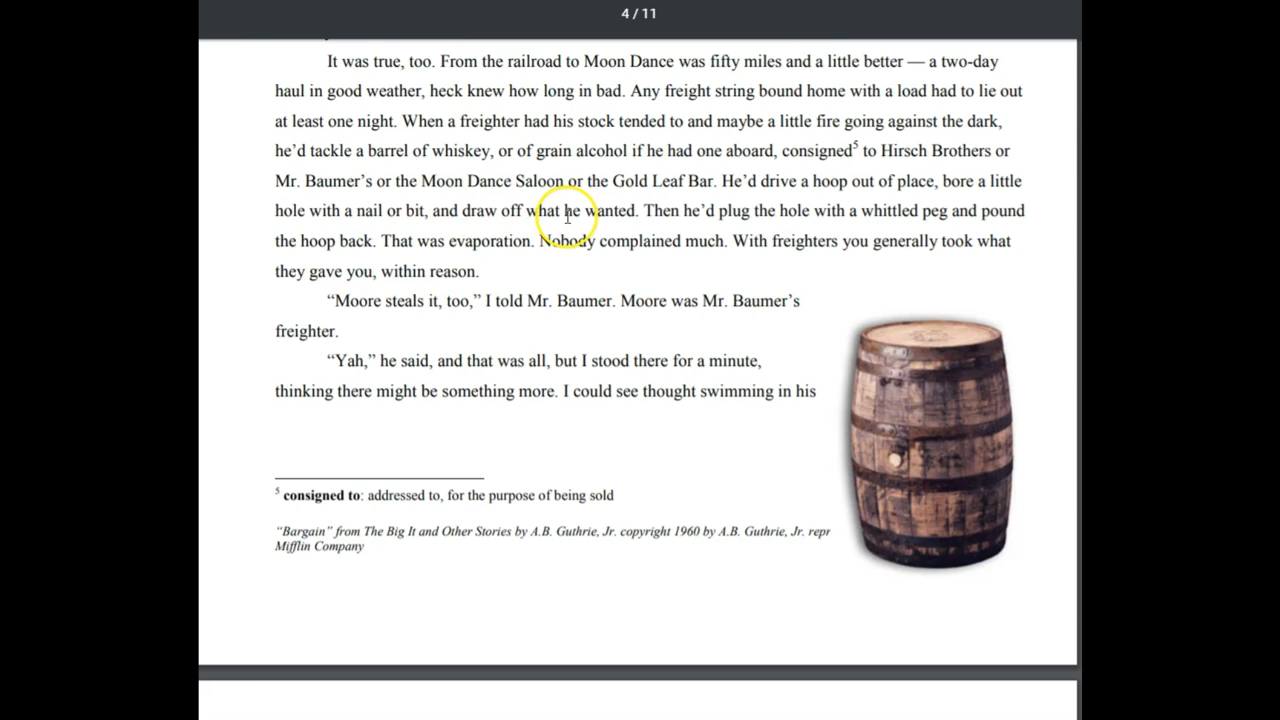 4 / 11
It was true, too. From the railroad to Moon Dance was fifty miles and a little better — a two-day
haul in good weather, heck knew how long in bad. Any freight string bound home with a load had to lie out
at least one night. When a freighter had his stock tended to and maybe a little fire going against the dark,
he’d tackle a barrel of whiskey, or of grain alcohol if he had one aboard, consigned5 to Hirsch Brothers or
Mr. Baumer’s or the Moon Dance Saloon or the Gold Leaf Bar. He’d drive a hoop out of place, bore a little
hole with a nail or bit, and draw off what he wanted. Then he’d plug the hole with a whittled peg and pound
the hoop back. That was evaporation. Nobody complained much. With freighters you generally took what
they gave you, within reason.
“Moore steals it, too,” I told Mr. Baumer. Moore was Mr. Baumer’s
freighter.
“Yah,” he said, and that was all, but I stood there for a minute,
thinking there might be something more. I could see thought swimming in his
5 consigned to: addressed to, for the purpose of being sold
“Bargain” from The Big It and Other Stories by A.B. Guthrie, Jr. copyright 1960 by A.B. Guthrie, Jr. repr
Mifflin Company